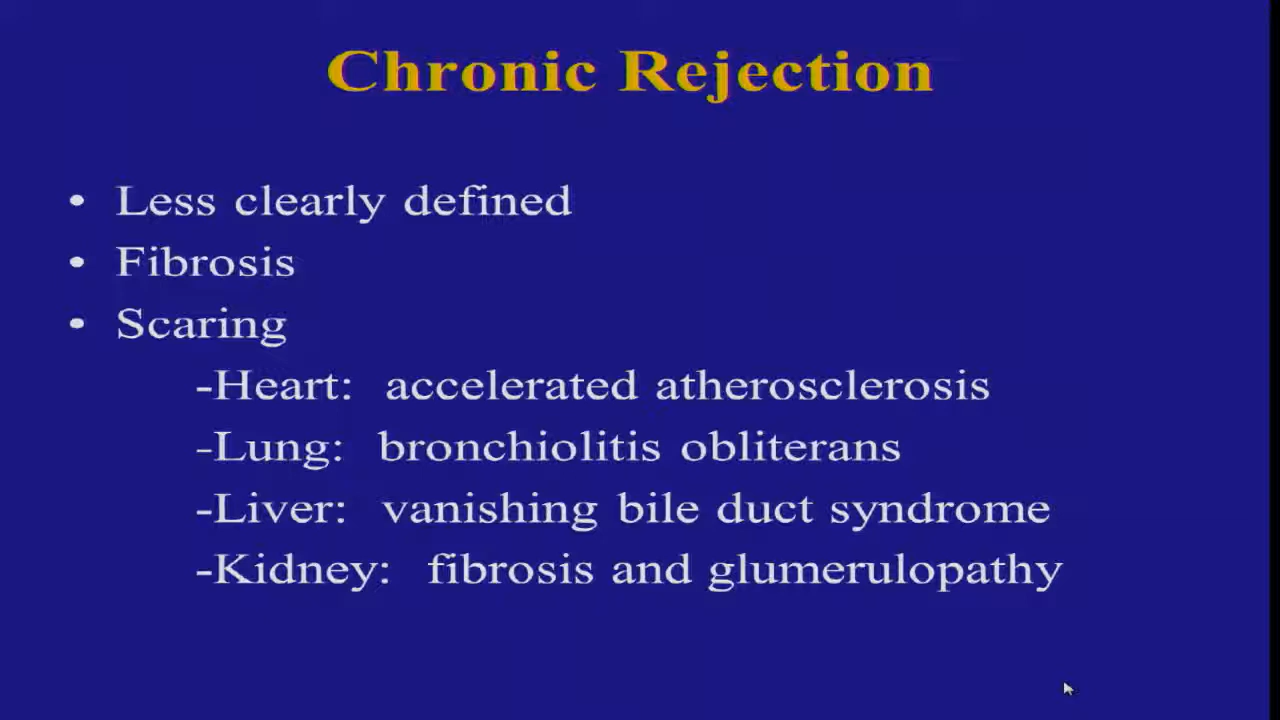 Chronic Rejection
• Less clearly defined
• Fibrosis
• Scaring
-Heart: accelerated atherosclerosis
-Lung: bronchiolitis obliterans
-Liver: vanishing bile duct syndrome
-Kidney: fibrosis and glumerulopathy